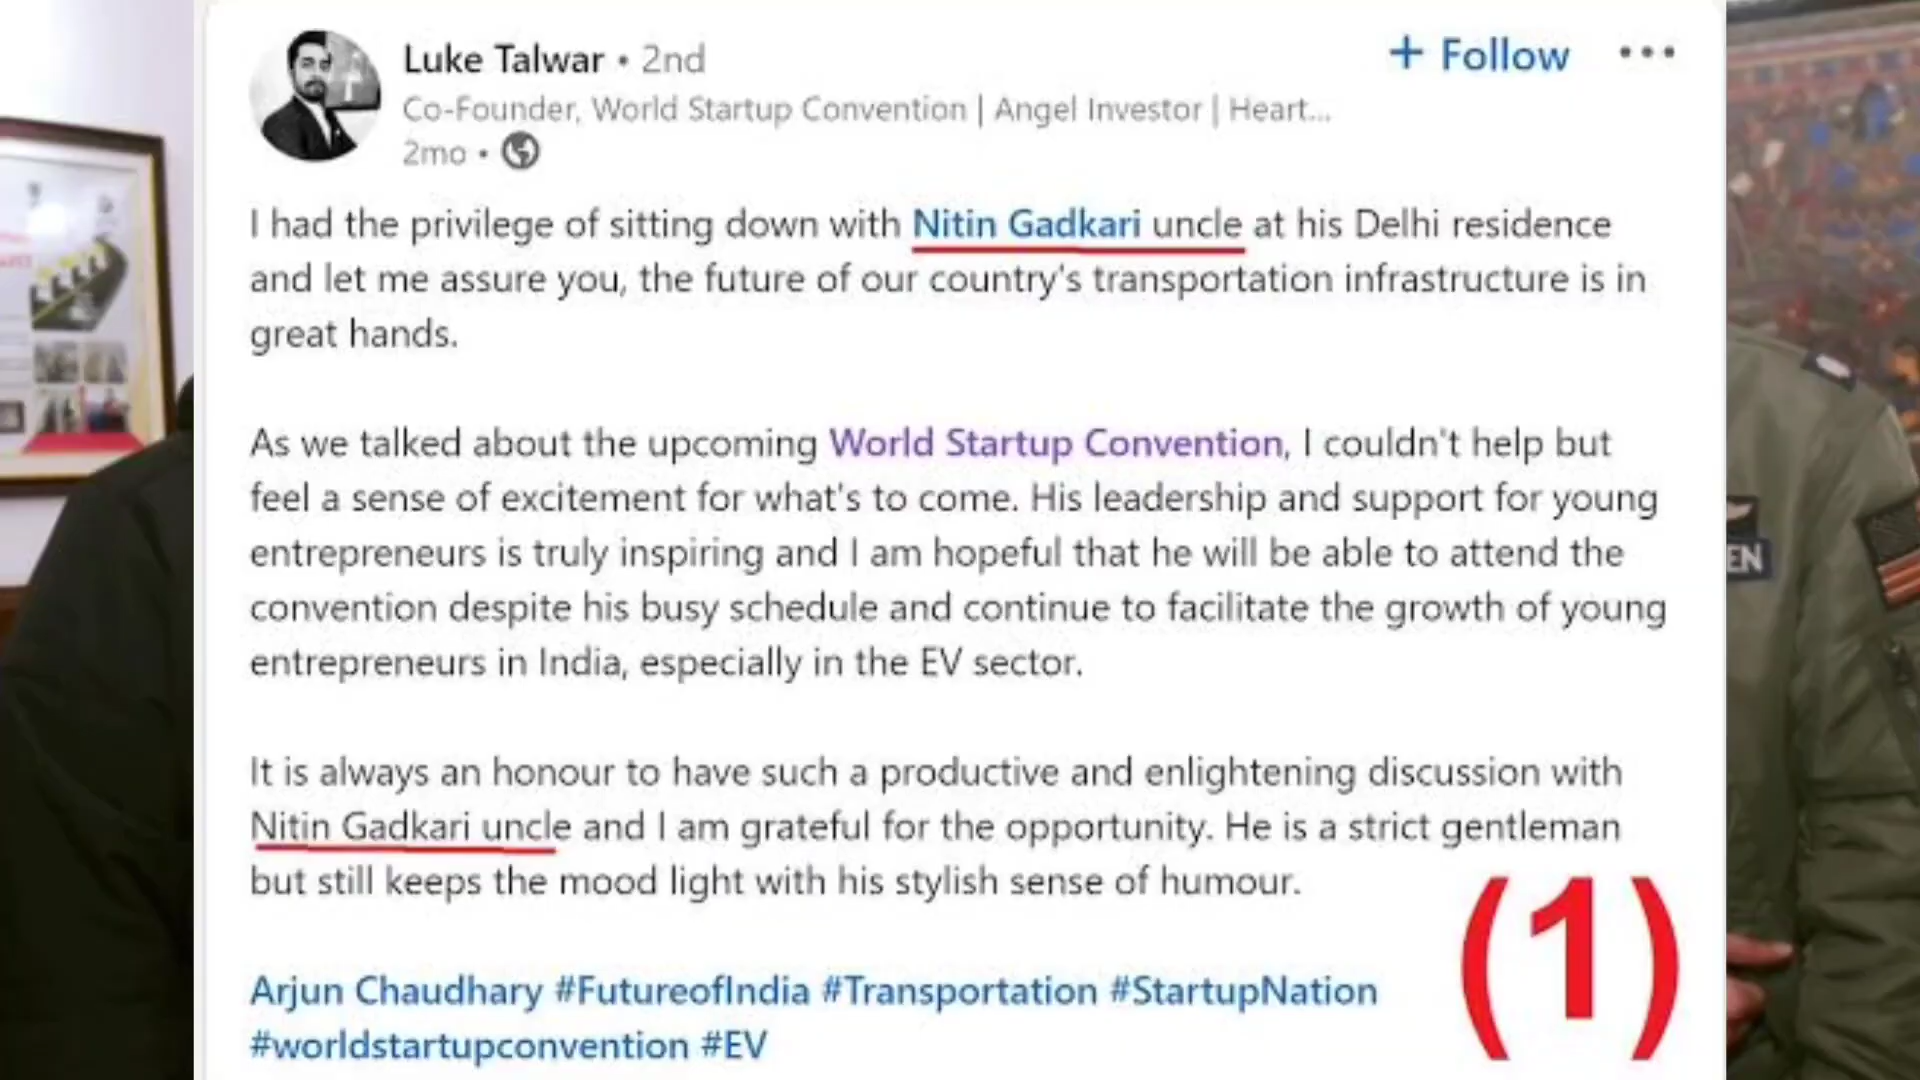 Luke Talwar • 2nd
+ Follow •••
Co-Founder, World Startup Convention | Angel Investor | Heart...
2mo •
I had the privilege of sitting down with Nitin Gadkari uncle at his Delhi residence
and let me assure you, the future of our country's transportation infrastructure is in
great hands.
As we talked about the upcoming World Startup Convention, I couldn't help but
feel a sense of excitement for what's to come. His leadership and support for young
entrepreneurs is truly inspiring and I am hopeful that he will be able to attend the
convention despite his busy schedule and continue to facilitate the growth of young
entrepreneurs in India, especially in the EV sector.
It is always an honour to have such a productive and enlightening discussion with
Nitin Gadkari uncle and I am grateful for the opportunity. He is a strict gentleman
but still keeps the mood light with his stylish sense of humour.
(1)
Arjun Chaudhary #FutureofIndia #Transportation #StartupNation
#worldstartupconvention #EV
EN